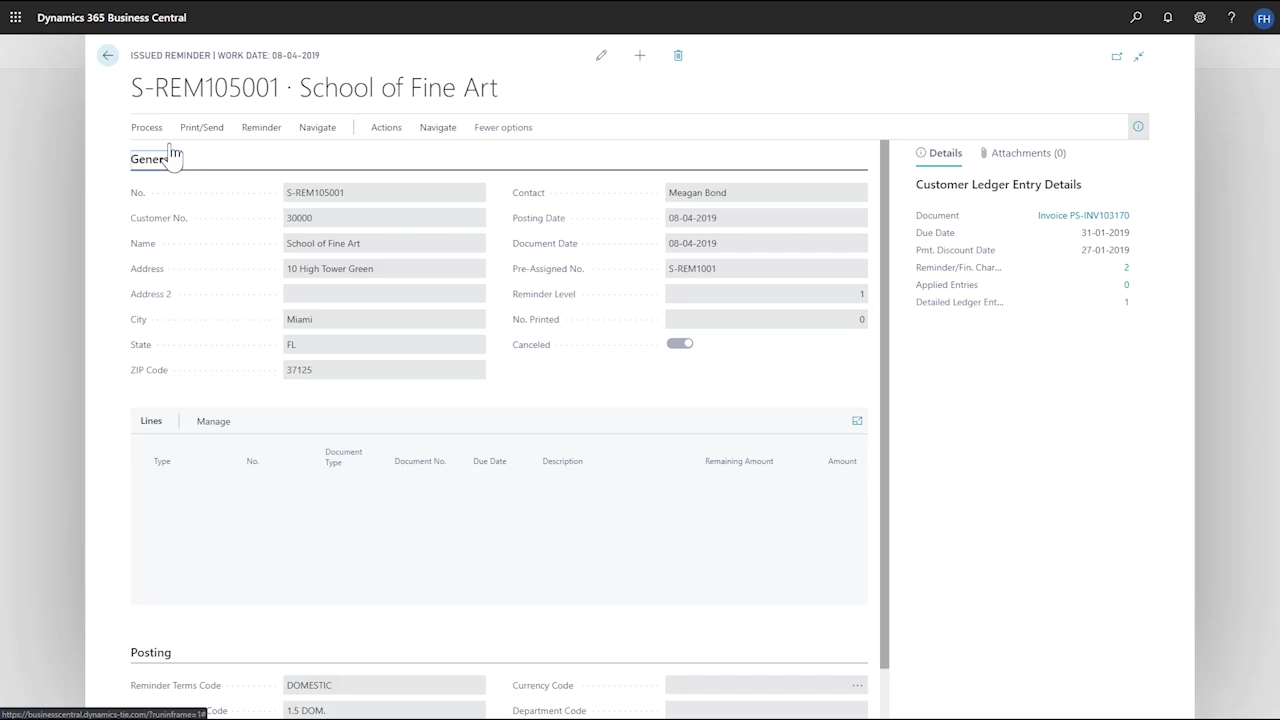 Dynamics 365 Business Central
FH
ISSUED REMINDER | WORK DATE: 08-04-2019
S-REM105001 · School of Fine Art
Process Print/Send Reminder Navigate Actions Navigate Fewer options
Details Attachments (0)
General
Customer Ledger Entry Details
No. S-REM105001 Contact Meagan Bond
Document Invoice PS-INV103170
Customer No. 30000 Posting Date 08-04-2019
Due Date 31-01-2019
Name School of Fine Art Document Date 08-04-2019
Pmt. Discount Date 27-01-2019
Address 10 High Tower Green Pre-Assigned No. S-REM1001
Reminder/Fin. Char... 2
Applied Entries 0
Address 2 Reminder Level 1
Detailed Ledger Ent... 1
City Miami No. Printed 0
State FL Canceled
ZIP Code 37125
Lines Manage
Type No. Document Type Document No. Due Date Description Remaining Amount Amount
Posting
Reminder Terms Code DOMESTIC Currency Code ...
Code 1.5 DOM. Department Code
https://businesscentral.dynamics-tie.com/?runinframe=1#